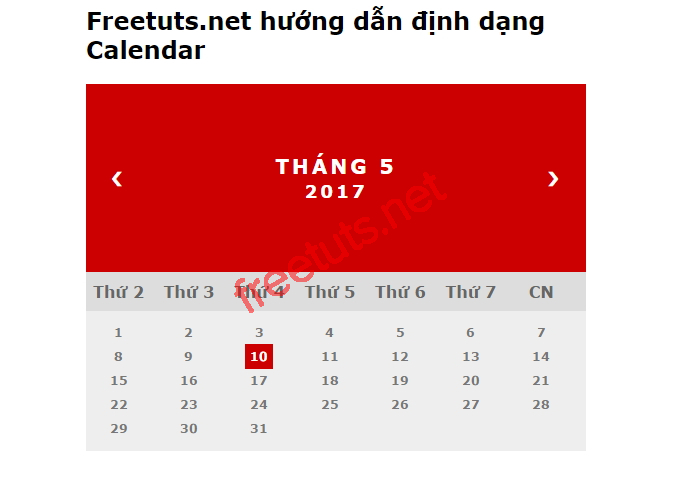 Freetuts.net hướng dẫn định dạng
Calendar
❮ THÁNG 5 ❯
2017
freetuts.net
Thứ 2 Thứ 3 Thứ 4 Thứ 5 Thứ 6 Thứ 7 CN
1 2 3 4 5 6 7
8 9 10 11 12 13 14
15 16 17 18 19 20 21
22 23 24 25 26 27 28
29 30 31